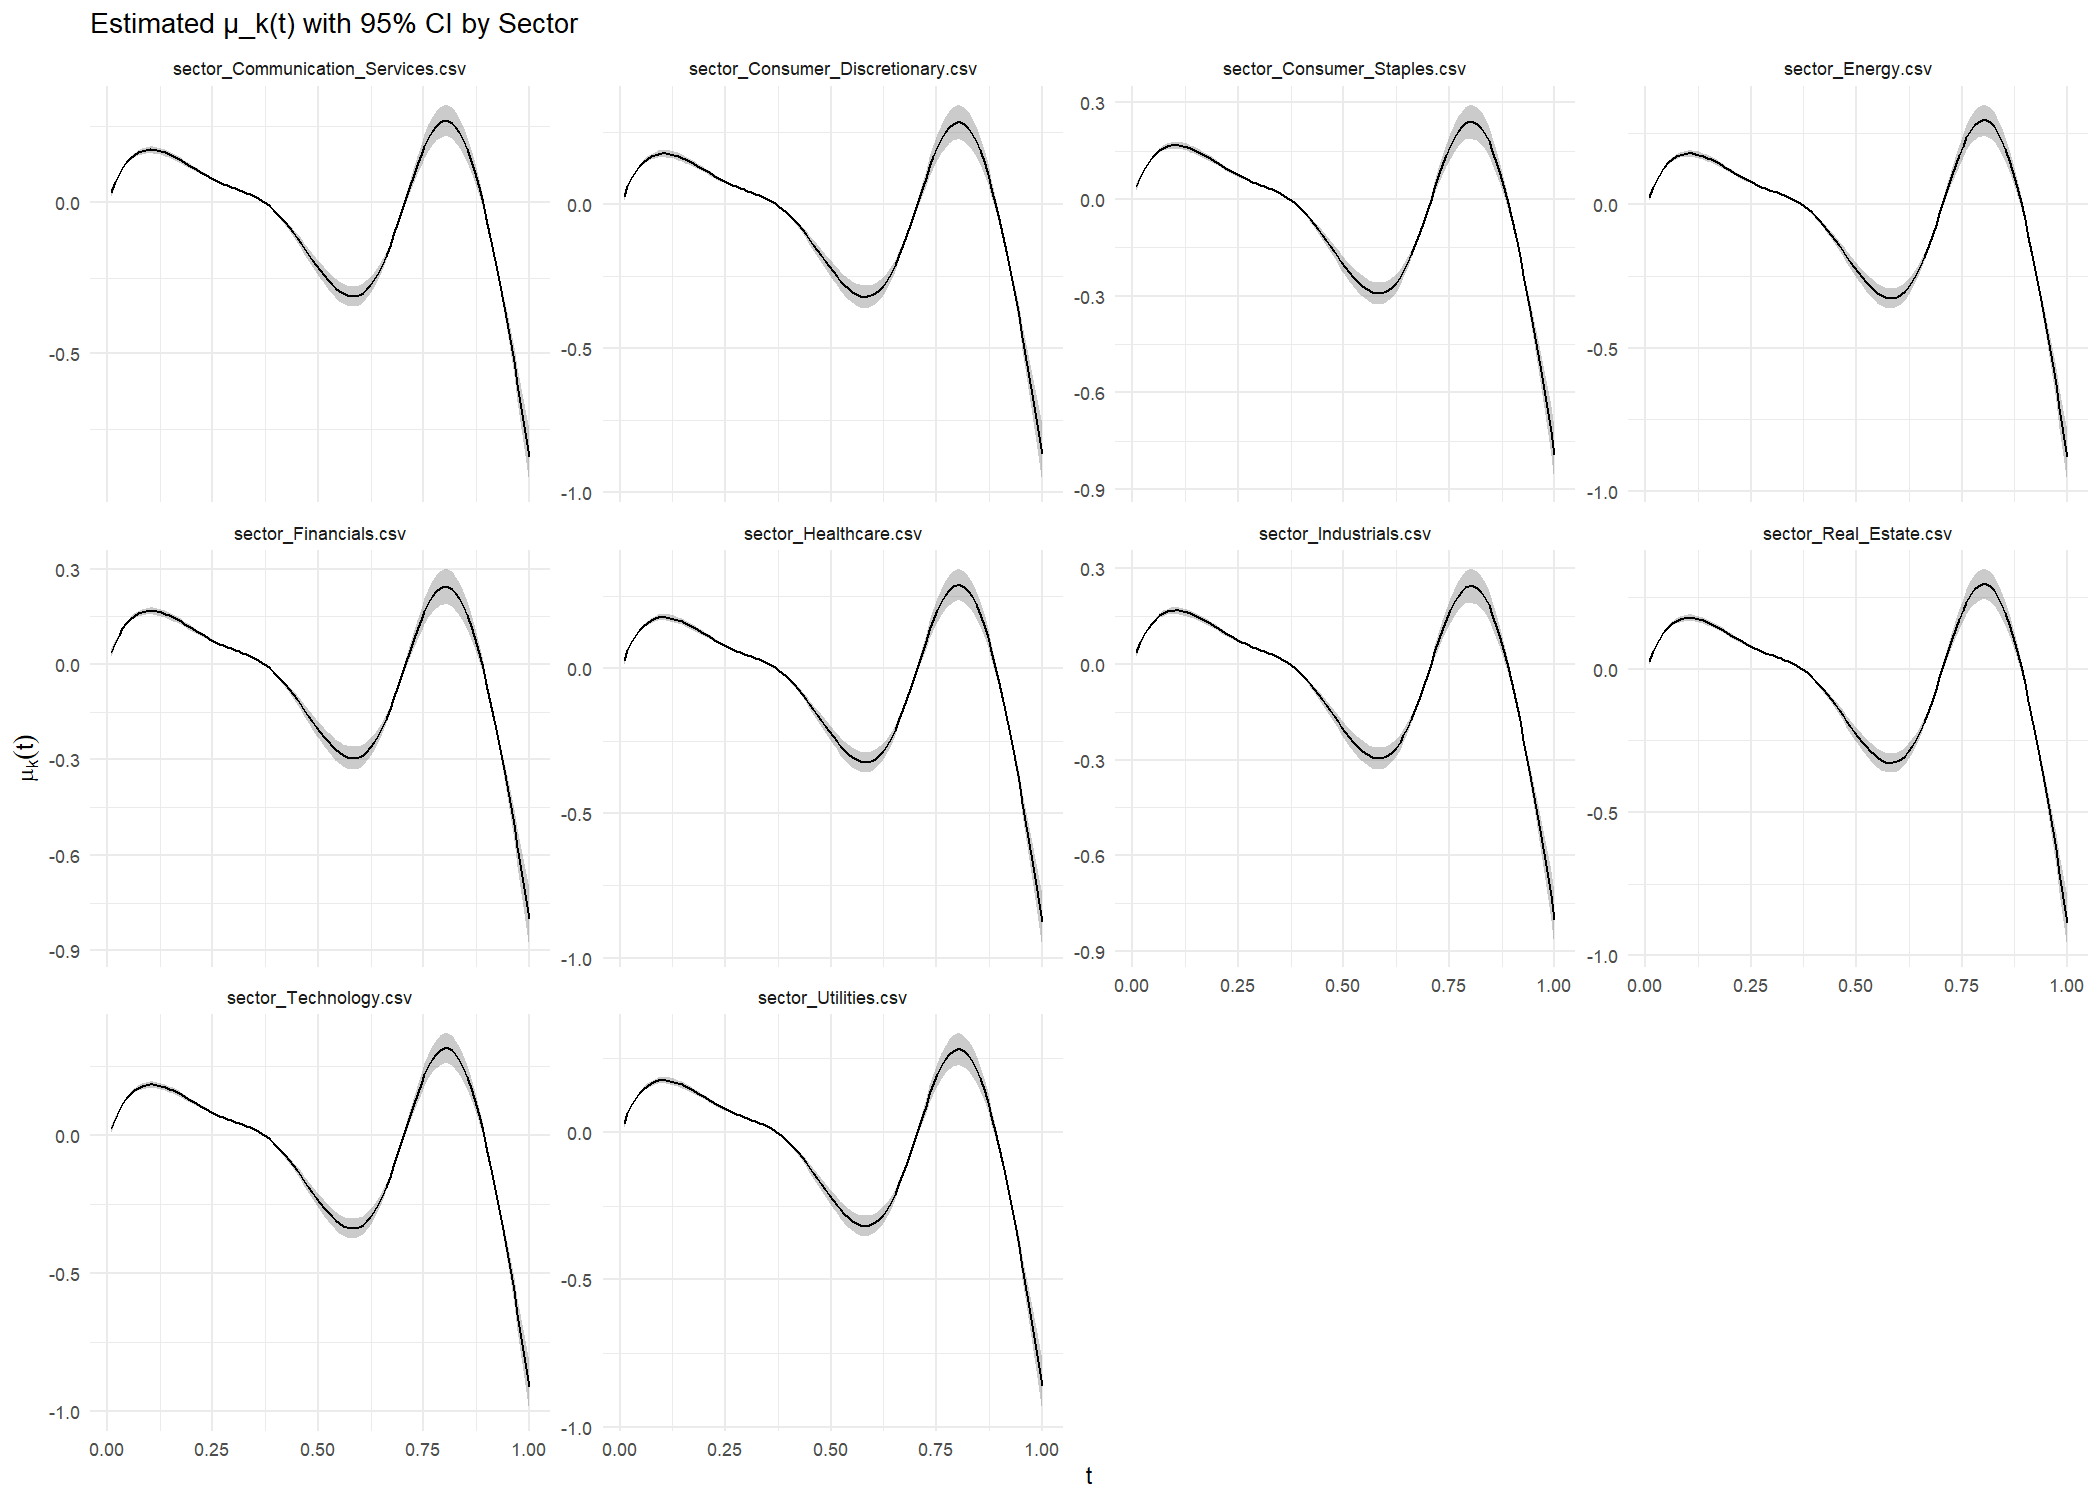 Estimated µ_k(t) with 95% CI by Sector
sector_Communication_Services.csv
sector_Consumer_Discretionary.csv
sector_Consumer_Staples.csv
sector_Energy.csv
0.0
-0.5
0.0
-0.5
-1.0
0.3
0.0
-0.3
-0.6
-0.9
0.0
-0.5
-1.0
sector_Financials.csv
sector_Healthcare.csv
sector_Industrials.csv
sector_Real_Estate.csv
µk(t)
0.3
0.0
-0.3
-0.6
-0.9
0.0
-0.5
-1.0
0.3
0.0
-0.3
-0.6
-0.9
0.00 0.25 0.50 0.75 1.00
0.0
-0.5
-1.0
0.00 0.25 0.50 0.75 1.00
sector_Technology.csv
sector_Utilities.csv
0.0
-0.5
-1.0
0.00 0.25 0.50 0.75 1.00
0.0
-0.5
-1.0
0.00 0.25 0.50 0.75 1.00
t